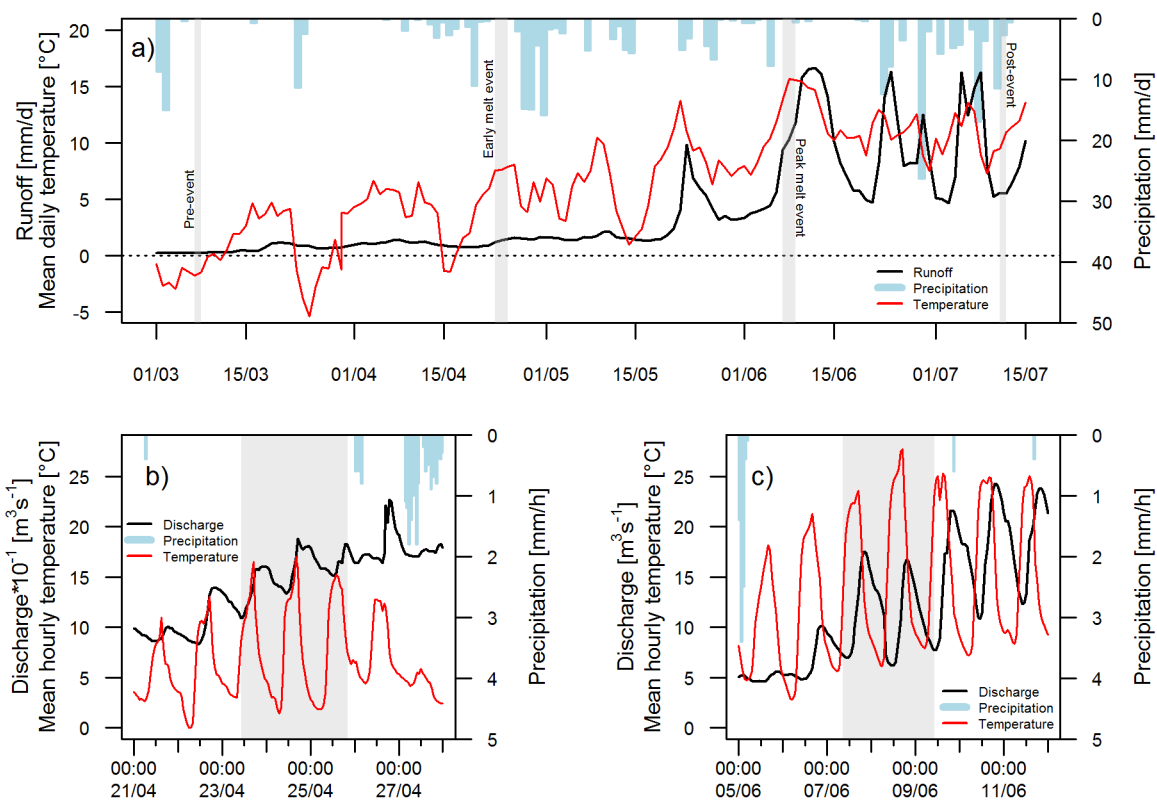 a)
Runoff [mm/d]
Mean daily temperature [°C]
20
15
10
5
0
-5
Precipitation [mm/d]
0
10
20
30
40
50
Pre-event
Early melt event
Peak melt event
Post-event
Runoff
Precipitation
Temperature
01/03 15/03 01/04 15/04 01/05 15/05 01/06 15/06 01/07 15/07
b)
Discharge*10⁻¹ [m³s⁻¹]
Mean hourly temperature [°C]
25
20
15
10
5
0
Discharge
Precipitation
Temperature
Precipitation [mm/h]
0
1
2
3
4
5
00:00 00:00 00:00 00:00
21/04 23/04 25/04 27/04
c)
Discharge [m³s⁻¹]
Mean hourly temperature [°C]
25
20
15
10
5
0
Discharge
Precipitation
Temperature
Precipitation [mm/h]
0
1
2
3
4
5
00:00 00:00 00:00 00:00
05/06 07/06 09/06 11/06